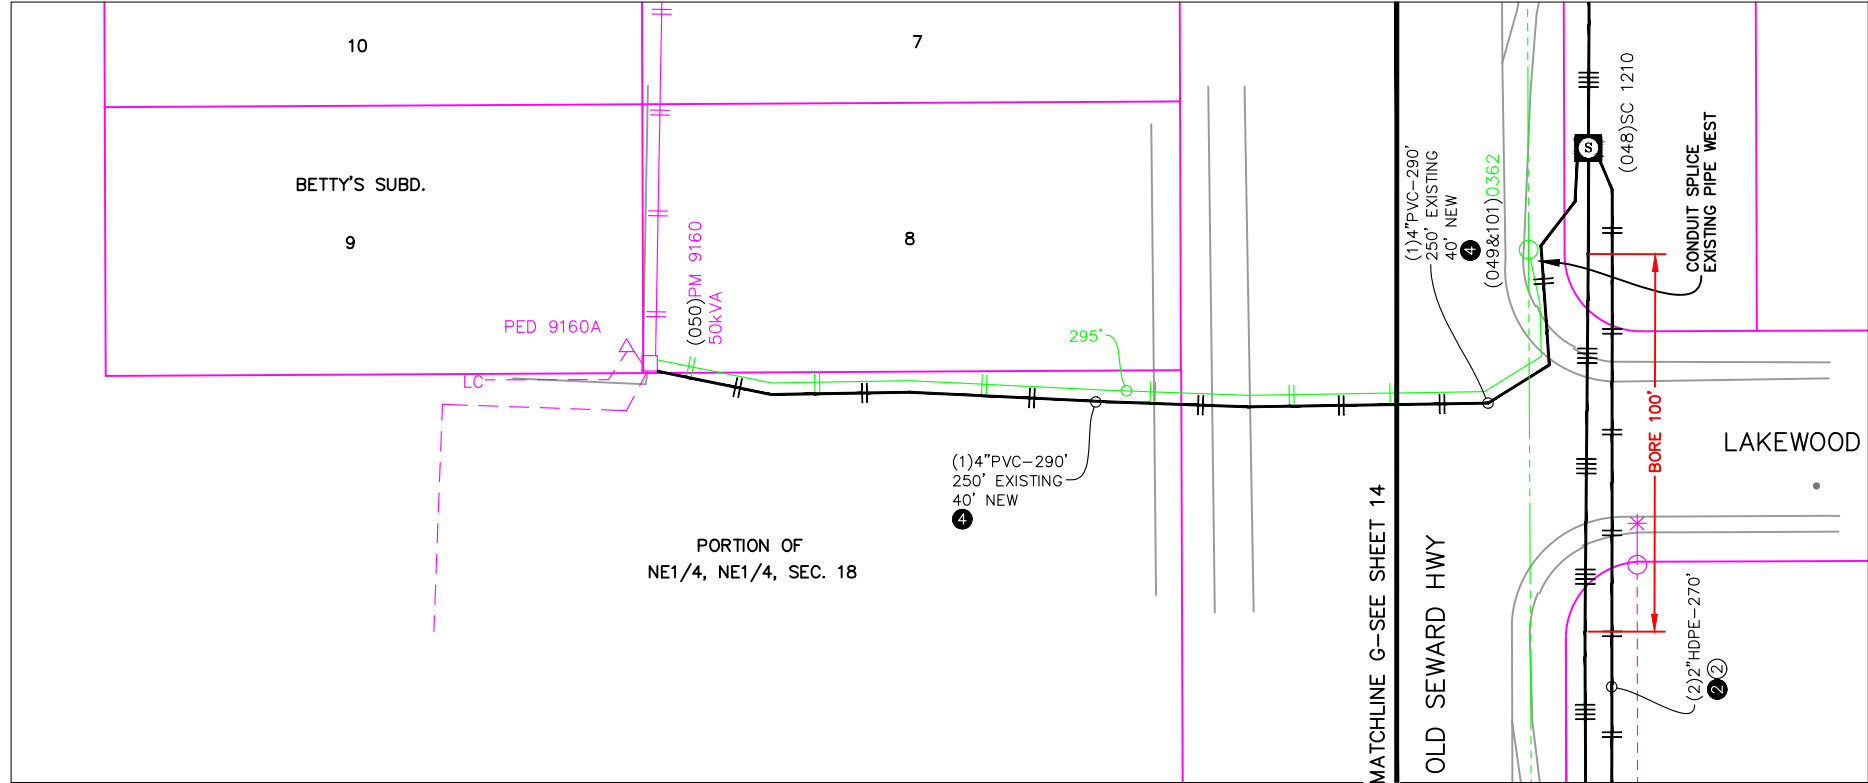 10
7
BETTY'S SUBD.
9
8
PED 9160A
LC
(050)PM 9160
50kVA
295'
(1)4"PVC-290'
250' EXISTING
40' NEW
4
PORTION OF
NE1/4, NE1/4, SEC. 18
MATCHLINE G-SEE SHEET 14
OLD SEWARD HWY
(1)4"PVC-290'
250' EXISTING
40' NEW
4
(049&101)0362
S
(048)SC 1210
CONDUIT SPLICE
EXISTING PIPE WEST
BORE 100'
LAKEWOOD
(2)2"HDPE-270'
2 2